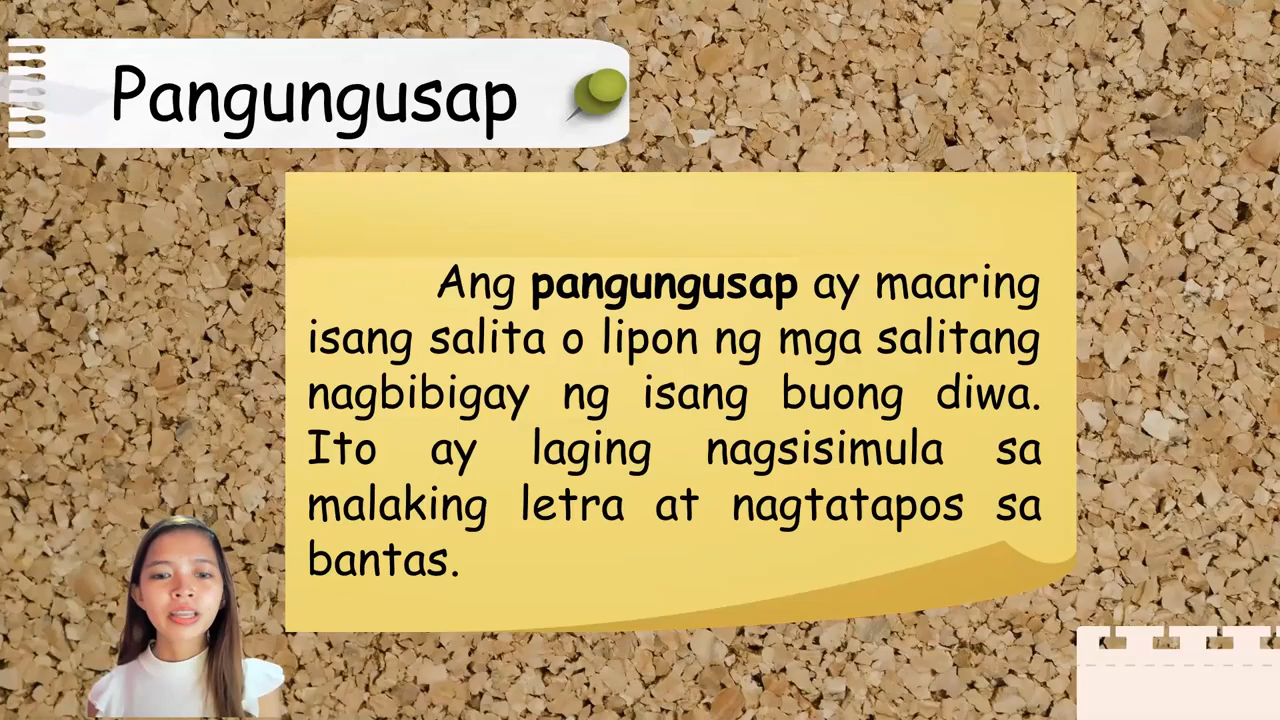 Pangungusap
Ang pangungusap ay maaring
isang salita o lipon ng mga salitang
nagbibigay ng isang buong diwa.
Ito ay laging nagsisimula sa
malaking letra at nagtatapos sa
bantas.